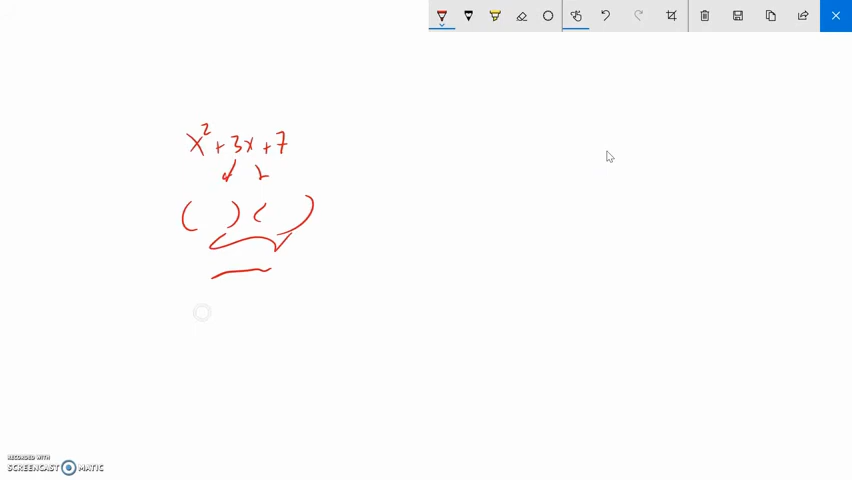 x² + 3x + 7
( ) ( )
RECORDED WITH
SCREENCAST MATIC